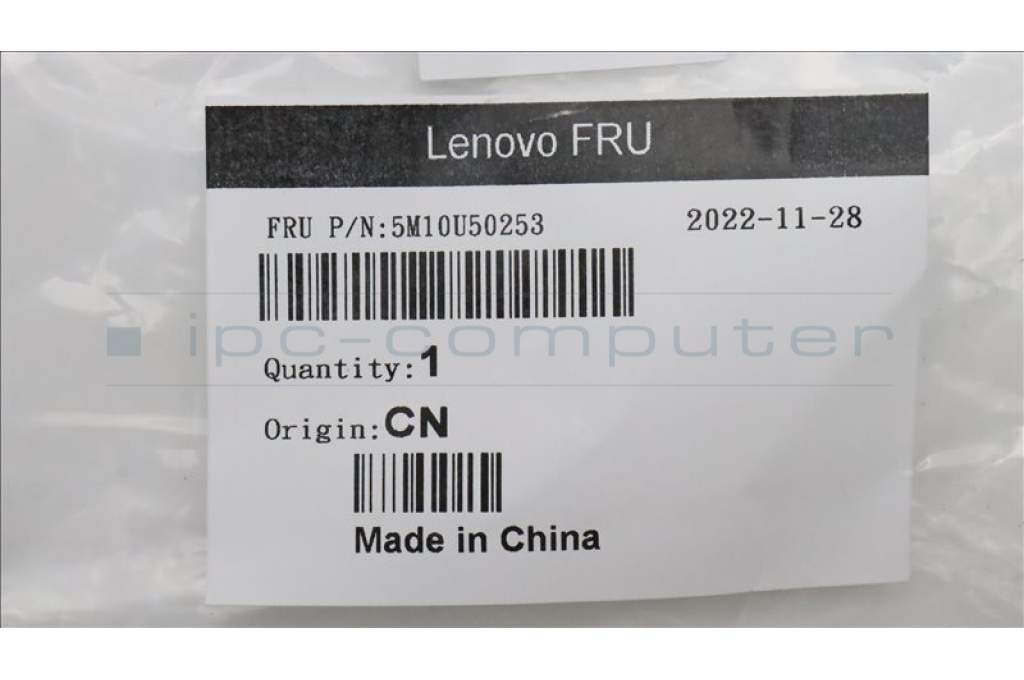 Lenovo FRU
FRU P/N:5M10U50253
2022-11-28
ipc-computer
Quantity:1
Origin:CN
Made in China